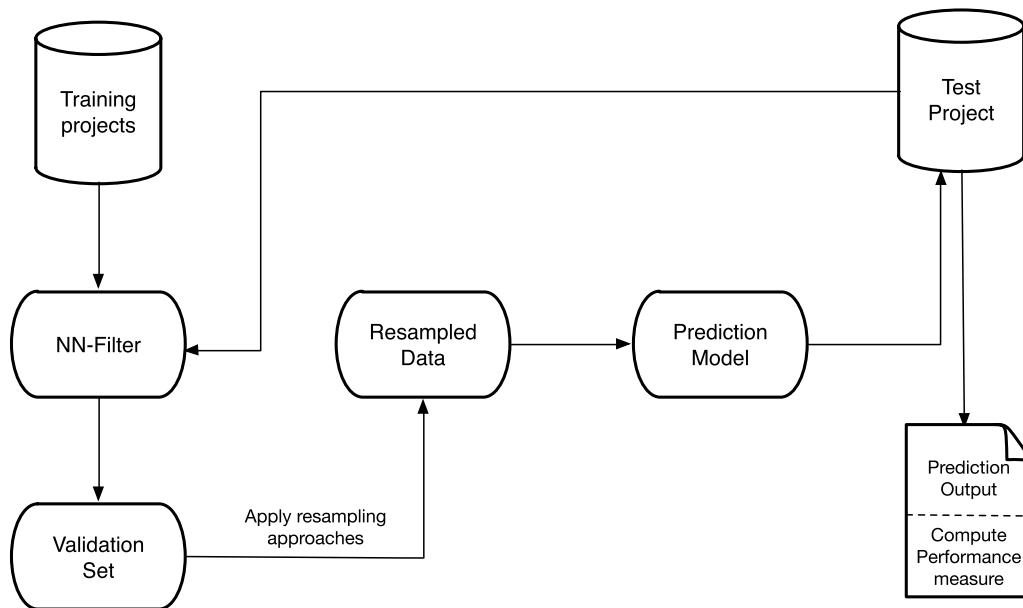 Training
projects
Test
Project
NN-Filter
Resampled
Data
Prediction
Model
Validation
Set
Apply resampling
approaches
Prediction
Output
Compute
Performance
measure